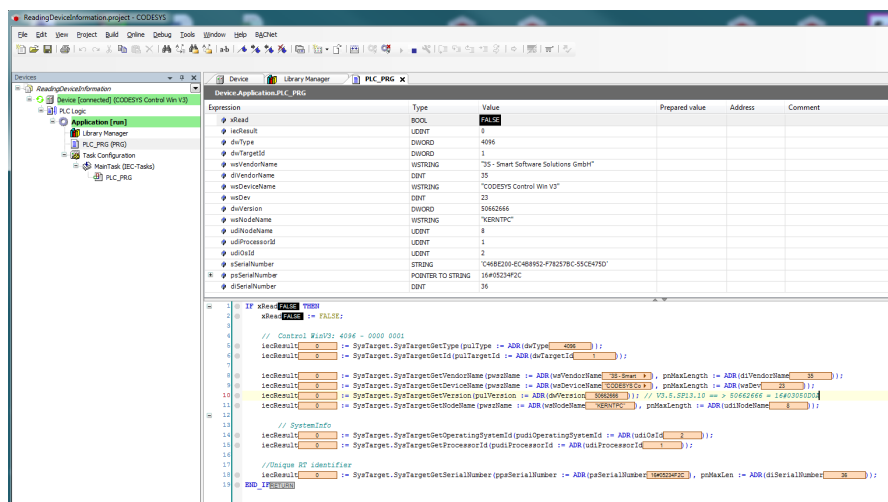 ReadingDeviceInformation.project - CODESYS
File Edit View Project Build Online Debug Tools Window Help BACnet
Devices
ReadingDeviceInformation
Device [connected] (CODESYS Control Win V3)
PLC Logic
Application [run]
Library Manager
PLC_PRG (PRG)
Task Configuration
MainTask (IEC-Tasks)
PLC_PRG
Device Library Manager PLC_PRG x
Device.Application.PLC_PRG
Expression Type Value Prepared value Address Comment
xRead BOOL FALSE
iecResult UDINT 0
dwType DWORD 4096
dwTargetId DWORD 1
wsVendorName WSTRING "3S - Smart Software Solutions GmbH"
diVendorName DINT 35
wsDeviceName WSTRING "CODESYS Control Win V3"
wsDev DINT 23
dwVersion DWORD 50662666
wsNodeName WSTRING "KERNTPC"
udiNodeName UDINT 8
udiProcessorId UDINT 1
udiOsId UDINT 2
sSerialNumber STRING 'C46BE200-EC4B8952-F78257BC-55CE475D'
psSerialNumber POINTER TO STRING 16#05234F2C
diSerialNumber DINT 36
1 IF xRead FALSE THEN
2 xRead FALSE := FALSE;
3
4 // Control WinV3: 4096 - 0000 0001
5 iecResult 0 := SysTarget.SysTargetGetType(pulType := ADR(dwType 4096 ));
6 iecResult 0 := SysTarget.SysTargetGetId(pulTargetId := ADR(dwTargetId 1 ));
7
8 iecResult 0 := SysTarget.SysTargetGetVendorName(pwszName := ADR(wsVendorName "3S - Smart ), pnMaxLength := ADR(diVendorName 35 ));
9 iecResult 0 := SysTarget.SysTargetGetDeviceName(pwszName := ADR(wsDeviceName "CODESYS Co ), pnMaxLength := ADR(wsDev 23 ));
10 iecResult 0 := SysTarget.SysTargetGetVersion(pulVersion := ADR(dwVersion 50662666 )); // V3.5.SP13.10 == > 50662666 = 16#03050D0A
11 iecResult 0 := SysTarget.SysTargetGetNodeName(pwszName := ADR(wsNodeName "KERNTPC" ), pnMaxLength := ADR(udiNodeName 8 ));
12
13 // SystemInfo
14 iecResult 0 := SysTarget.SysTargetGetOperatingSystemId(pudiOperatingSystemId := ADR(udiOsId 2 ));
15 iecResult 0 := SysTarget.SysTargetGetProcessorId(pudiProcessorId := ADR(udiProcessorId 1 ));
16
17 //Unique RT identifier
18 iecResult 0 := SysTarget.SysTargetGetSerialNumber(ppsSerialNumber := ADR(psSerialNumber 16#05234F2C ), pnMaxLen := ADR(diSerialNumber 36 ));
19 END_IF RETURN